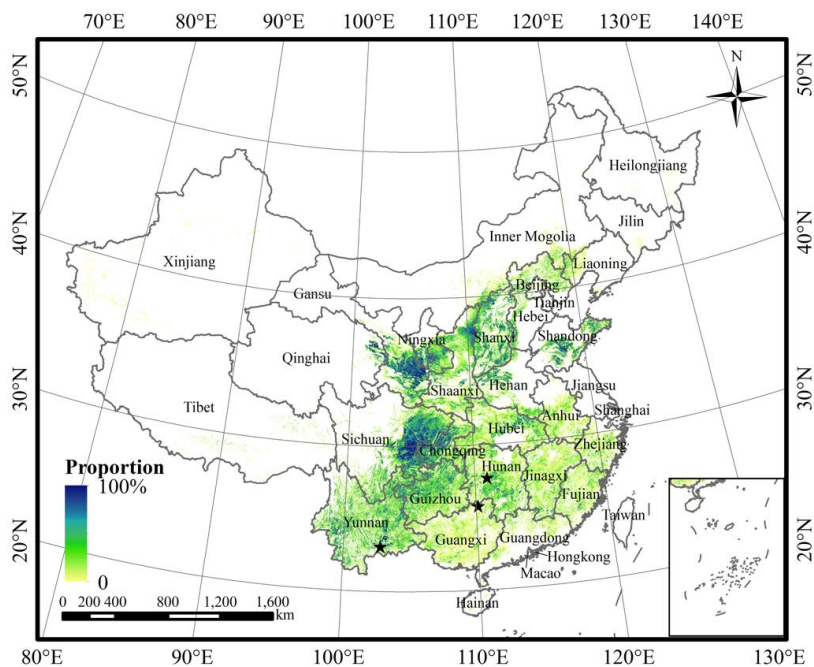 70°E 80°E 90°E 100°E 110°E 120°E 130°E 140°E
N
50°N 50°N
Heilongjiang
Jilin
Inner Mogolia
Xinjiang
Liaoning
40°N 40°N
Beijing
Gansu
Tianjin
Hebei
Ningxia
Shanxi
Shandong
Qinghai
Henan
Shaanxi
Jiangsu
30°N 30°N
Tibet
Shanghai
Anhui
Hubei
Sichuan
Chongqing
Zhejiang
Proportion
Hunan
Jinagxi
100%
Guizhou
Fujian
Taiwan
Yunnan
Guangxi
Guangdong
20°N 20°N
Hongkong
0
Macao
Hainan
0 200 400 800 1,200 1,600
km
80°E 90°E 100°E 110°E 120°E 130°E